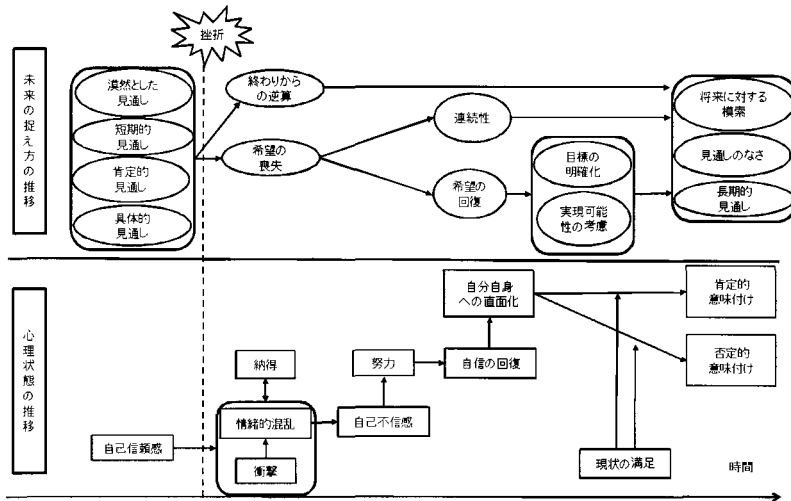 挫折
未来の捉え方の推移
漠然とした
見通し
短期的
見通し
肯定的
見通し
具体的
見通し
終わりから
の逆算
希望の
喪失
連続性
希望の
回復
目標の
明確化
実現可能
性の考慮
将来に対する
模索
見通しのなさ
長期的
見通し
心理状態の推移
自己信頼感
納得
情緒的混乱
衝撃
努力
自己不信感
自信の回復
自分自身
への直面化
肯定的
意味付け
否定的
意味付け
現状の満足
時間